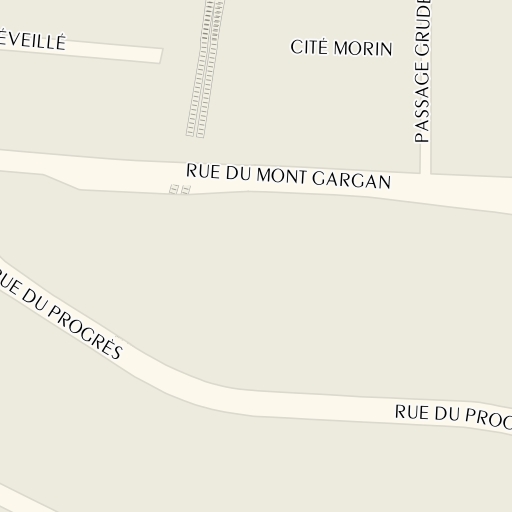 ÉVEILLÉ
CITÉ MORIN
PASSAGE GRUDE
RUE DU MONT GARGAN
RUE DU PROGRÈS
RUE DU PROG